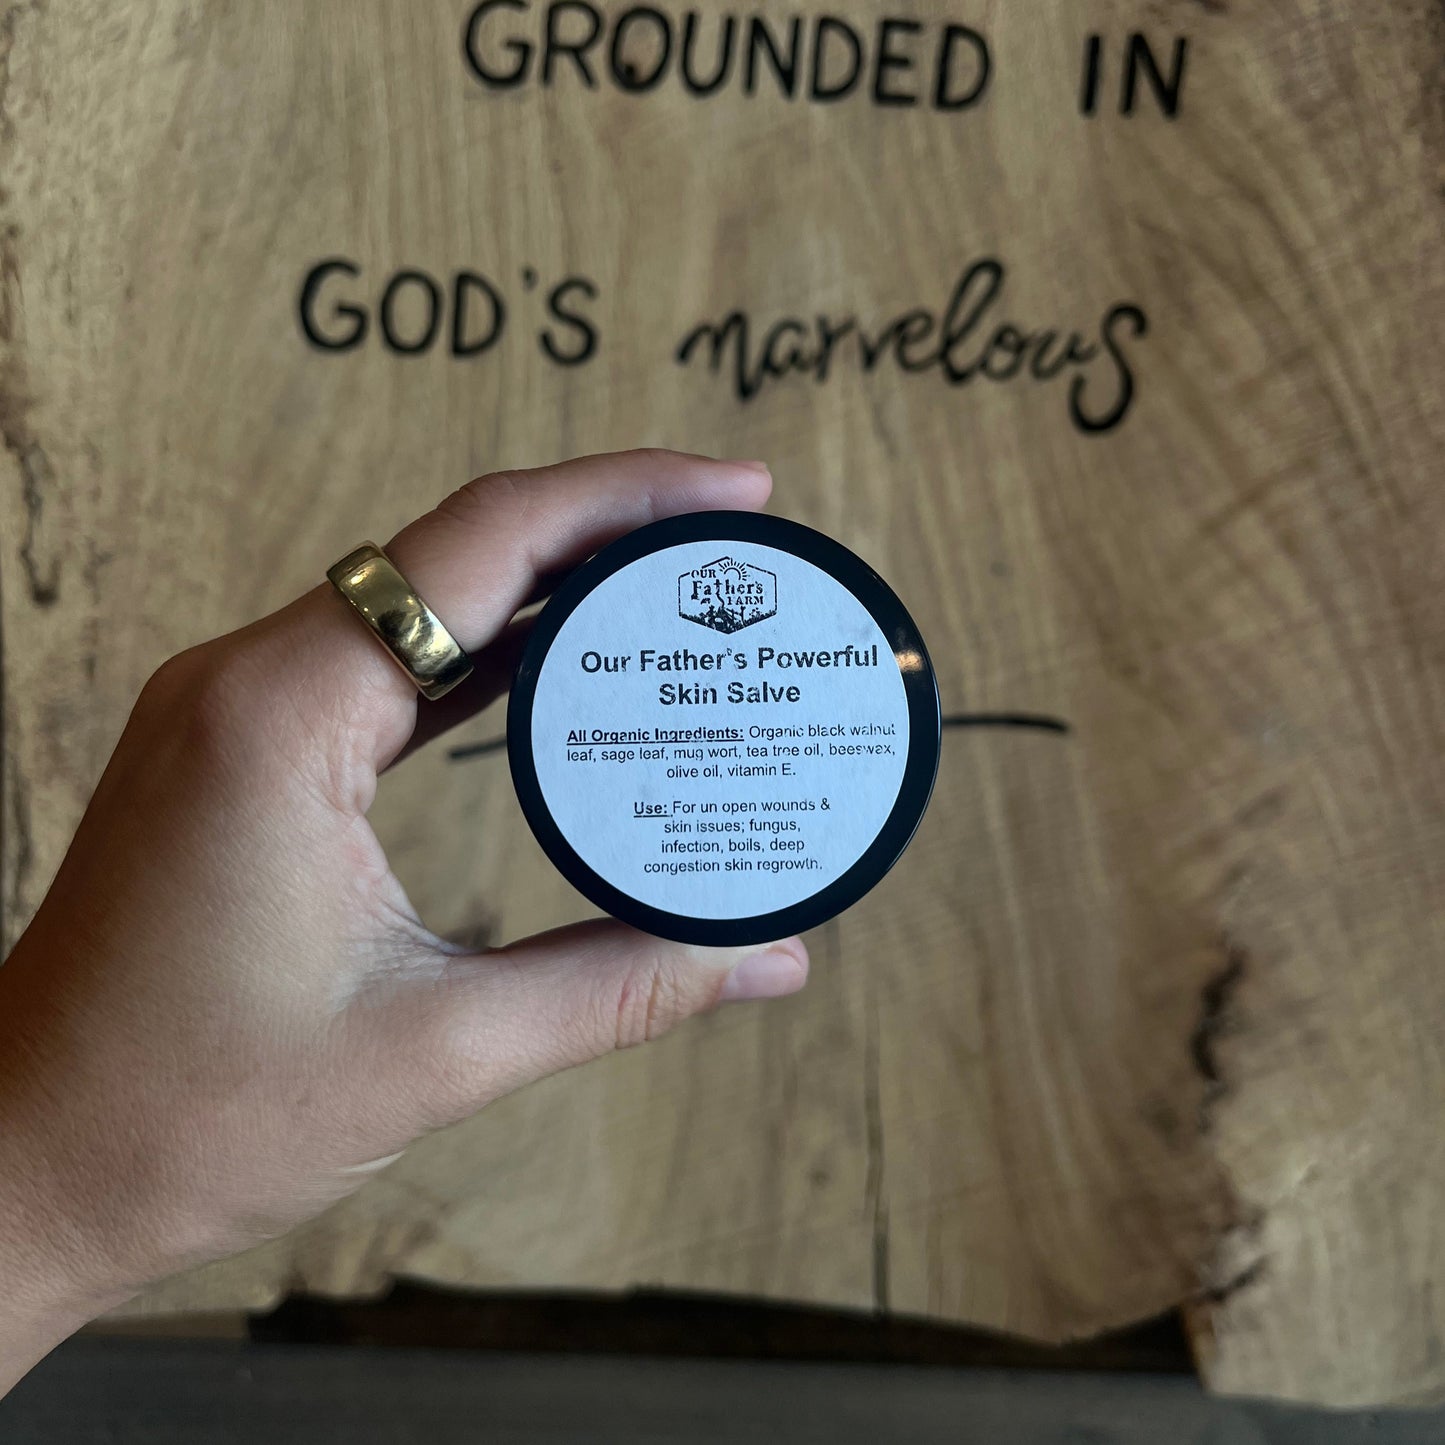 GROUNDED IN
GOD'S marvelous
OUR
Father's
FARM
Our Father's Powerful
Skin Salve
All Organic Ingredients: Organic black walnut
leaf, sage leaf, mug wort, tea tree oil, beeswax,
olive oil, vitamin E.
Use: For un open wounds &
skin issues; fungus,
infection, boils, deep
congestion skin regrowth.